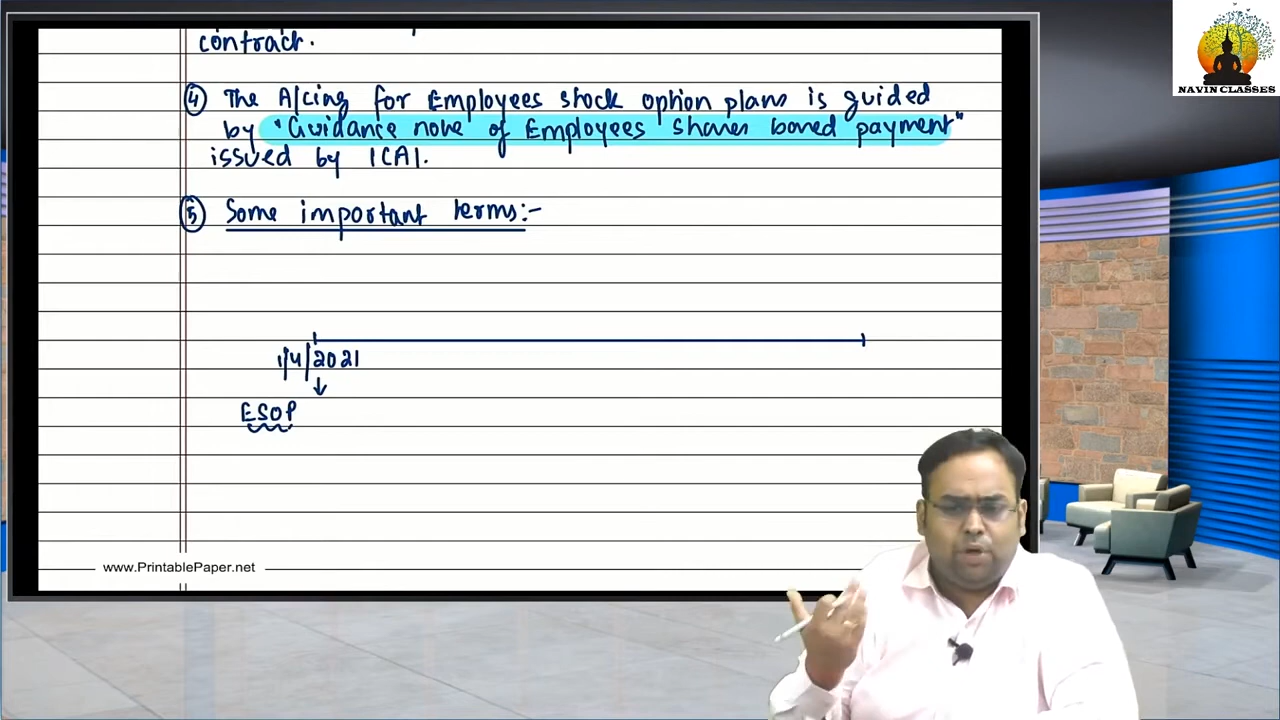 contract.
④ The A/cing for Employees stock option plans is guided
by "Guidance note of Employees shares based payment"
issued by ICAI.
⑤ Some important terms:-
1/4/2021
↓
ESOP
www.PrintablePaper.net
NAVIN CLASSES